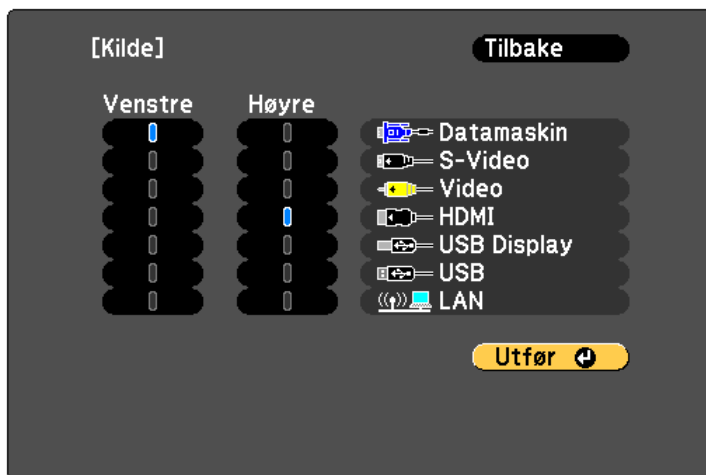 [Kilde]
Tilbake
Venstre Høyre
Datamaskin
S-Video
Video
HDMI
USB Display
USB
LAN
Utfør